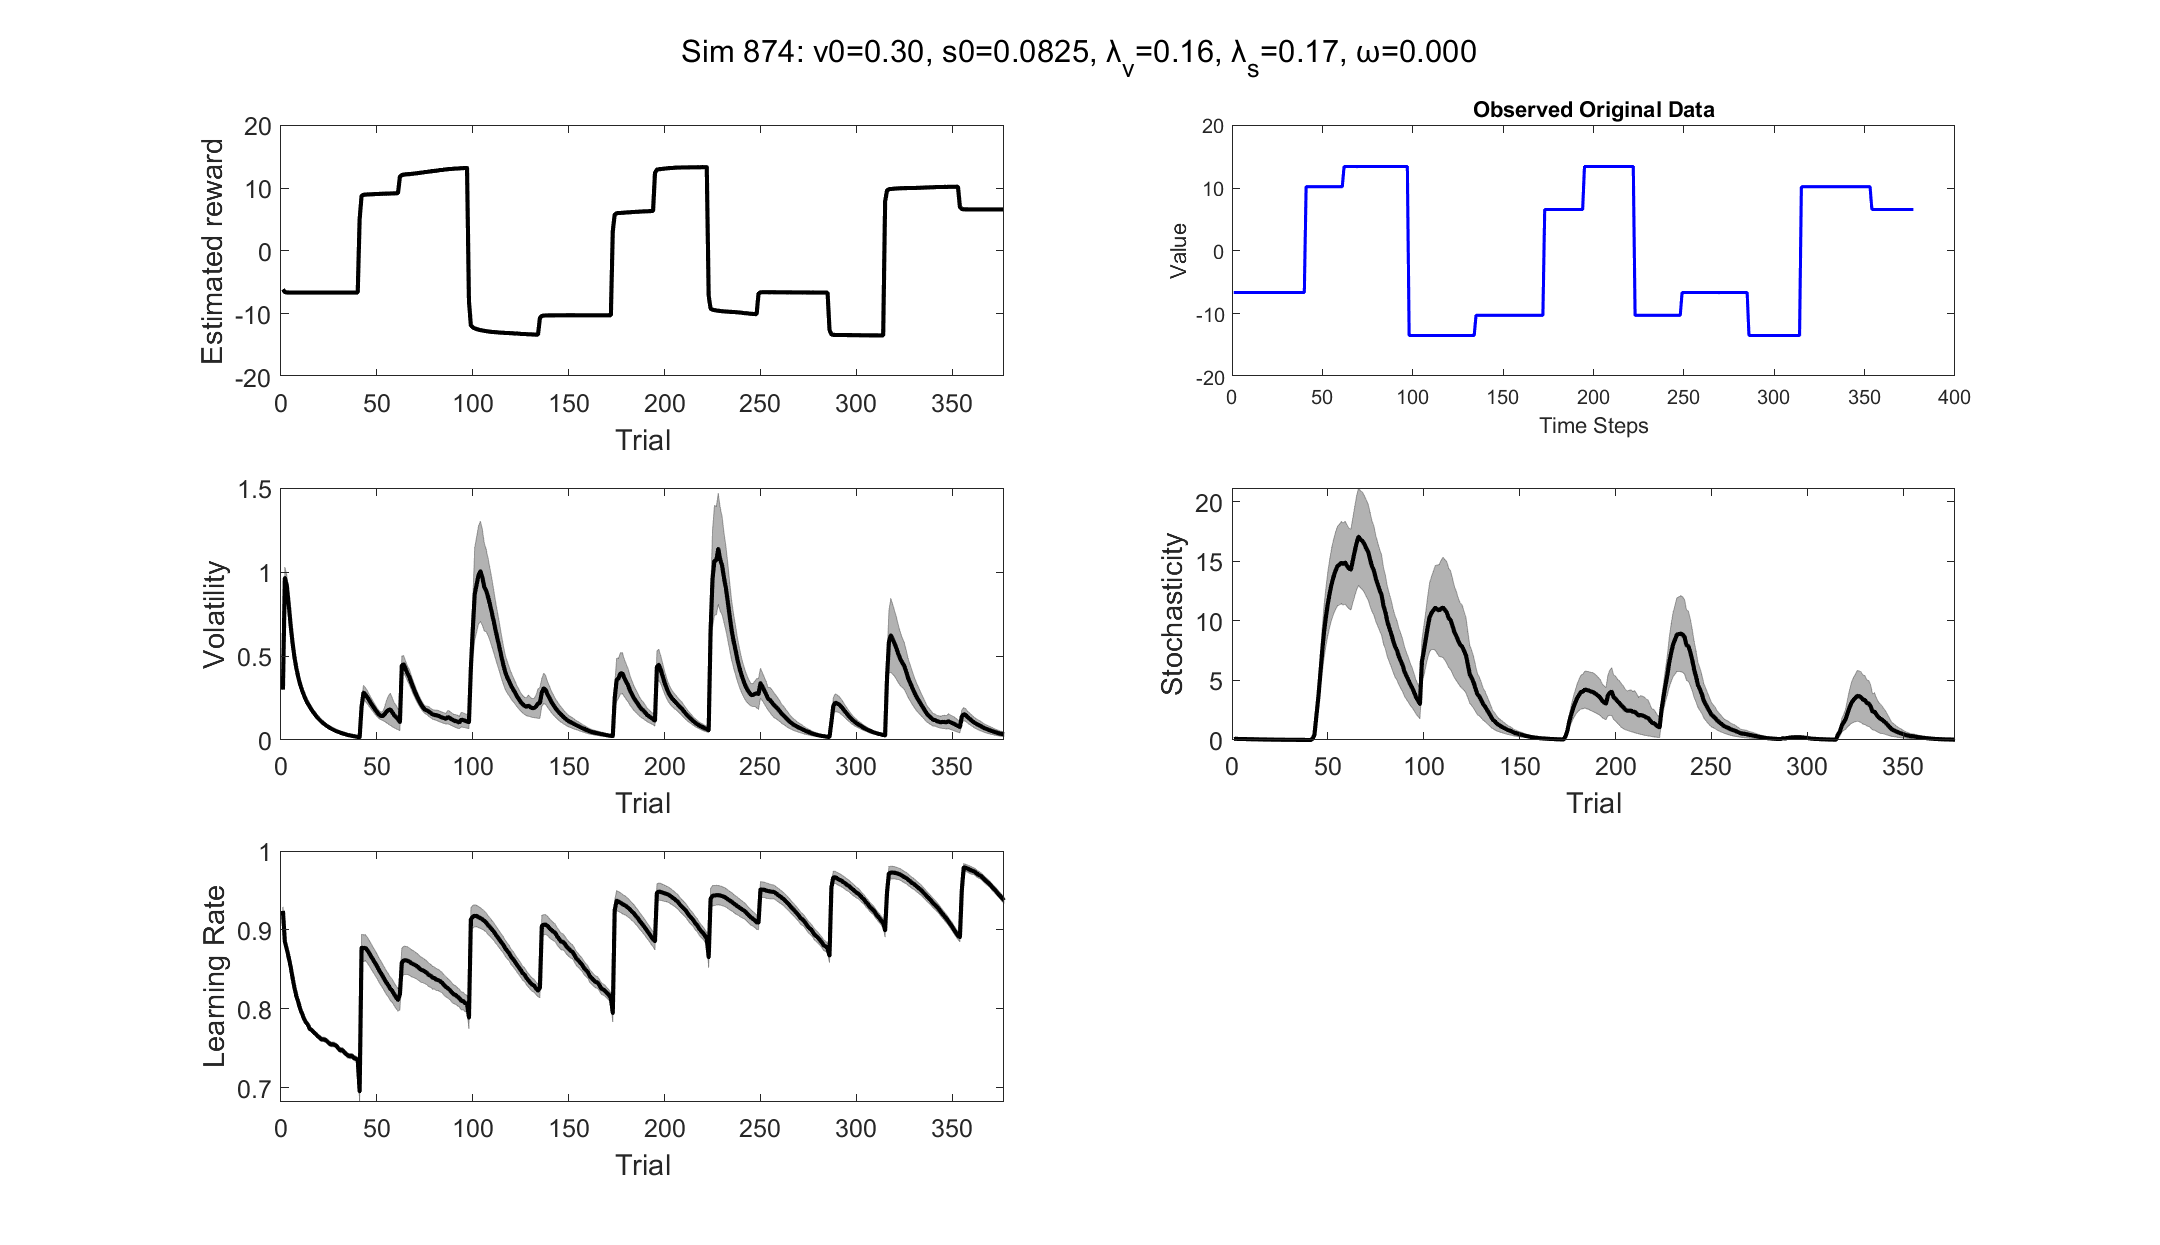 Sim 874: v0=0.30, s0=0.0825, λv=0.16, λs=0.17, ω=0.000
Estimated reward
20
10
0
-10
-20
0 50 100 150 200 250 300 350
Trial
Observed Original Data
Value
20
10
0
-10
-20
0 50 100 150 200 250 300 350 400
Time Steps
Volatility
1.5
1
0.5
0
0 50 100 150 200 250 300 350
Trial
Stochasticity
20
15
10
5
0
0 50 100 150 200 250 300 350
Trial
Learning Rate
1
0.9
0.8
0.7
0 50 100 150 200 250 300 350
Trial